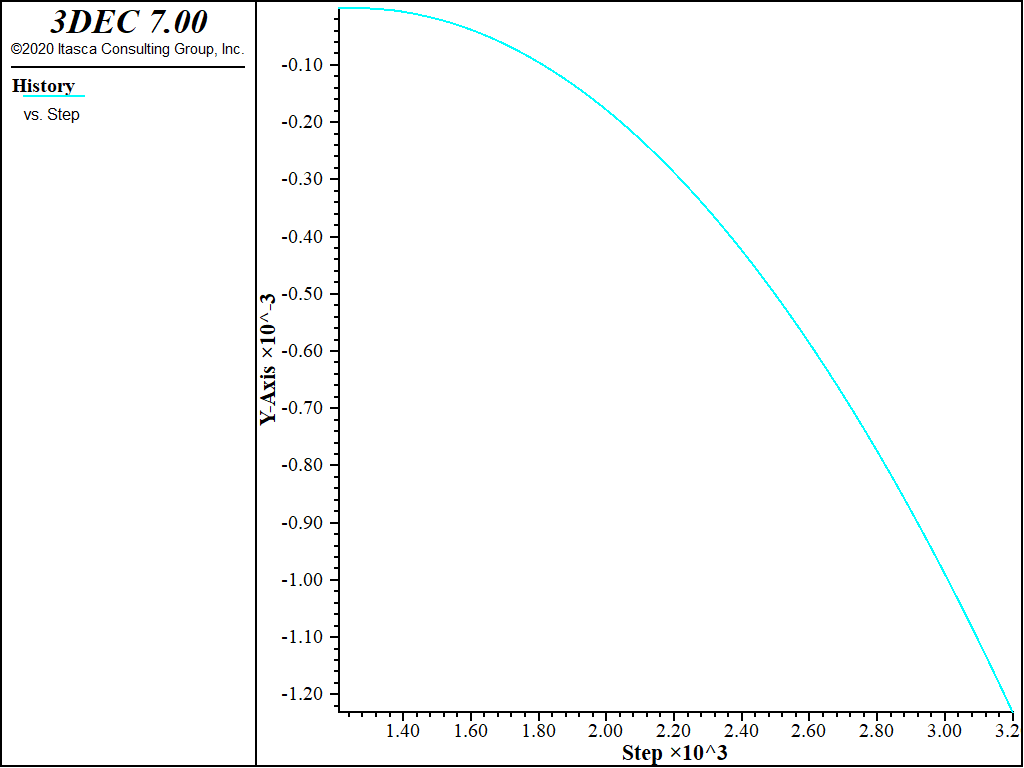 3DEC 7.00
©2020 Itasca Consulting Group, Inc.
History
vs. Step
Y-Axis ×10^-3
-0.10
-0.20
-0.30
-0.40
-0.50
-0.60
-0.70
-0.80
-0.90
-1.00
-1.10
-1.20
1.40 1.60 1.80 2.00 2.20 2.40 2.60 2.80 3.00 3.2
Step ×10^3